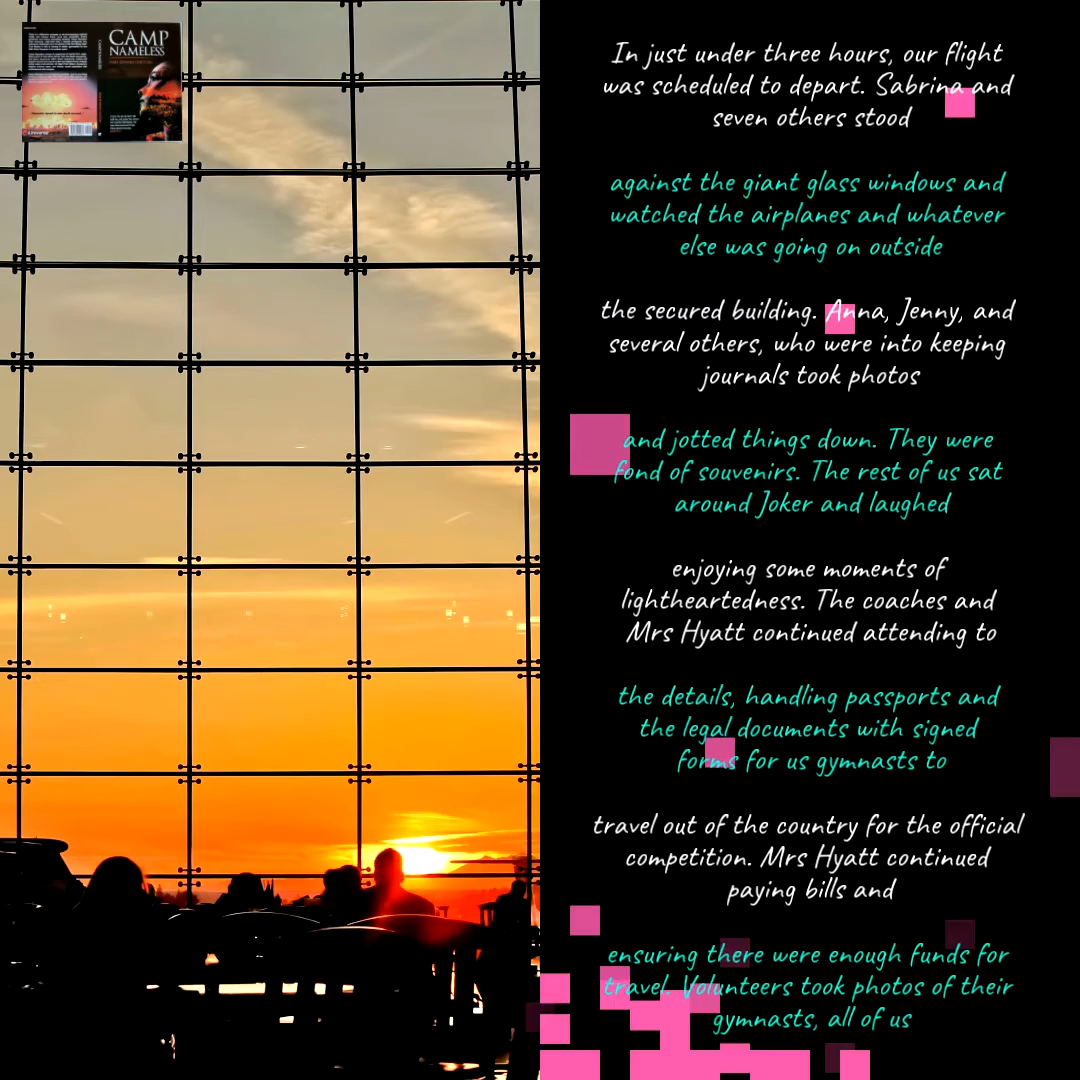 CAMP
NAMELESS
iUniverse
In just under three hours, our flight
was scheduled to depart. Sabrina and
seven others stood
against the giant glass windows and
watched the airplanes and whatever
else was going on outside
the secured building. Anna, Jenny, and
several others, who were into keeping
journals took photos
and jotted things down. They were
fond of souvenirs. The rest of us sat
around Joker and laughed
enjoying some moments of
lightheartedness. The coaches and
Mrs Hyatt continued attending to
the details, handling passports and
the legal documents with signed
forms for us gymnasts to
travel out of the country for the official
competition. Mrs Hyatt continued
paying bills and
ensuring there were enough funds for
travel. Volunteers took photos of their
gymnasts, all of us